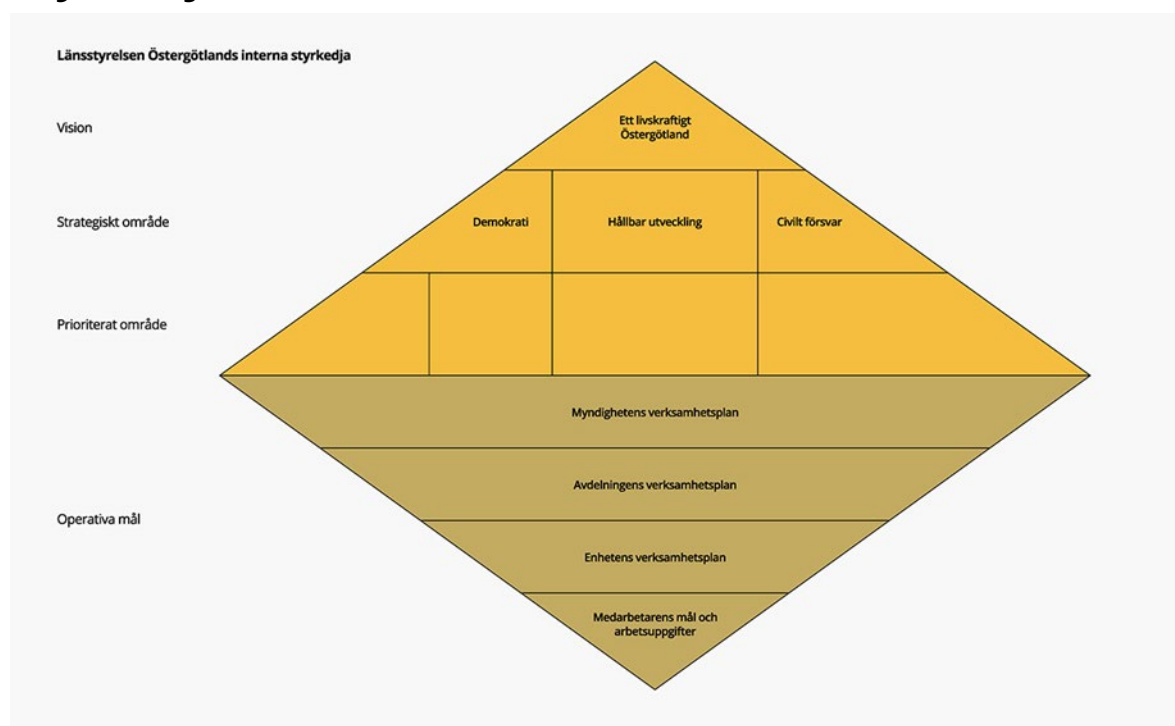 Länsstyrelsen Östergötlands interna styrkedja
Vision
Ett livskraftigt
Östergötland
Strategiskt område
Demokrati
Hållbar utveckling
Civilt försvar
Prioriterat område
Myndighetens verksamhetsplan
Avdelningens verksamhetsplan
Operativa mål
Enhetens verksamhetsplan
Medarbetarens mål och
arbetsuppgifter